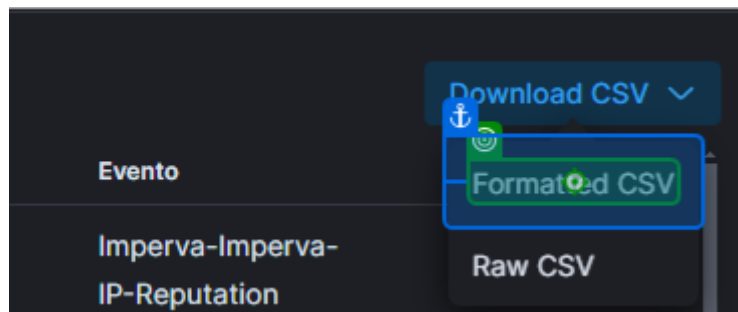 Download CSV
Evento
Formatted CSV
Imperva-Imperva-
IP-Reputation
Raw CSV